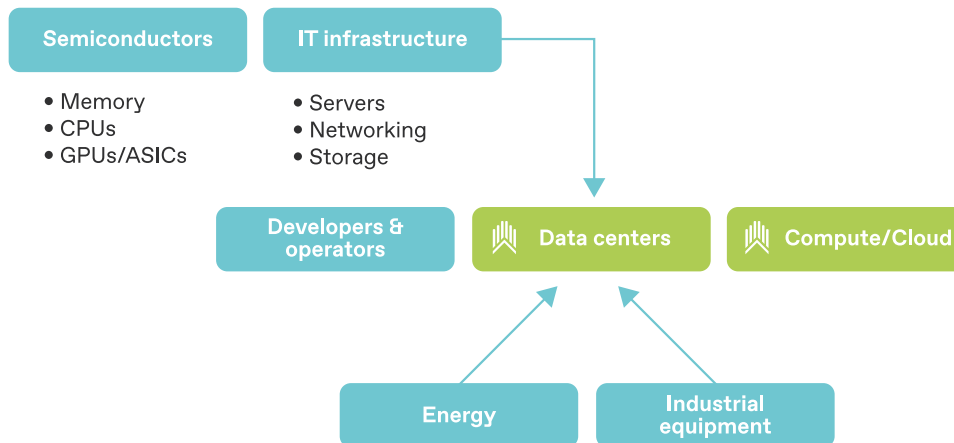 Semiconductors
IT infrastructure
• Memory
• CPUs
• GPUs/ASICs
• Servers
• Networking
• Storage
Developers &
operators
Data centers
Compute/Cloud
Energy
Industrial
equipment